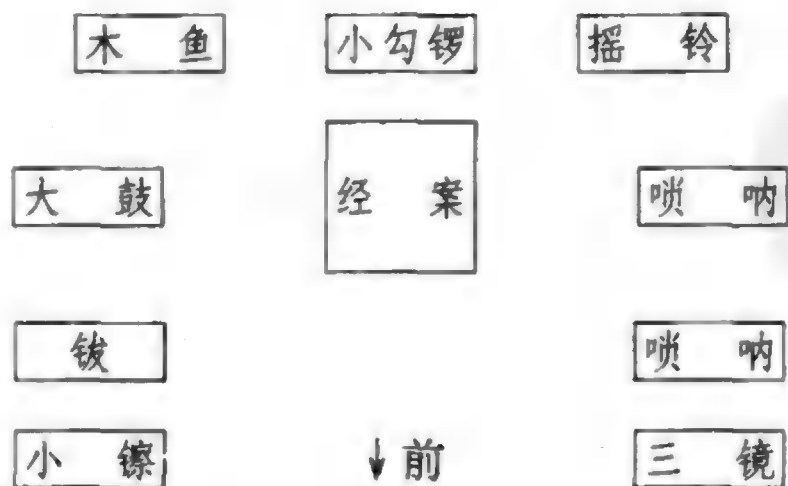 木 鱼 小勾锣 摇 铃
大 鼓 经 案 唢 呐
钹 唢 呐
小 镲 ↓前 三 镜